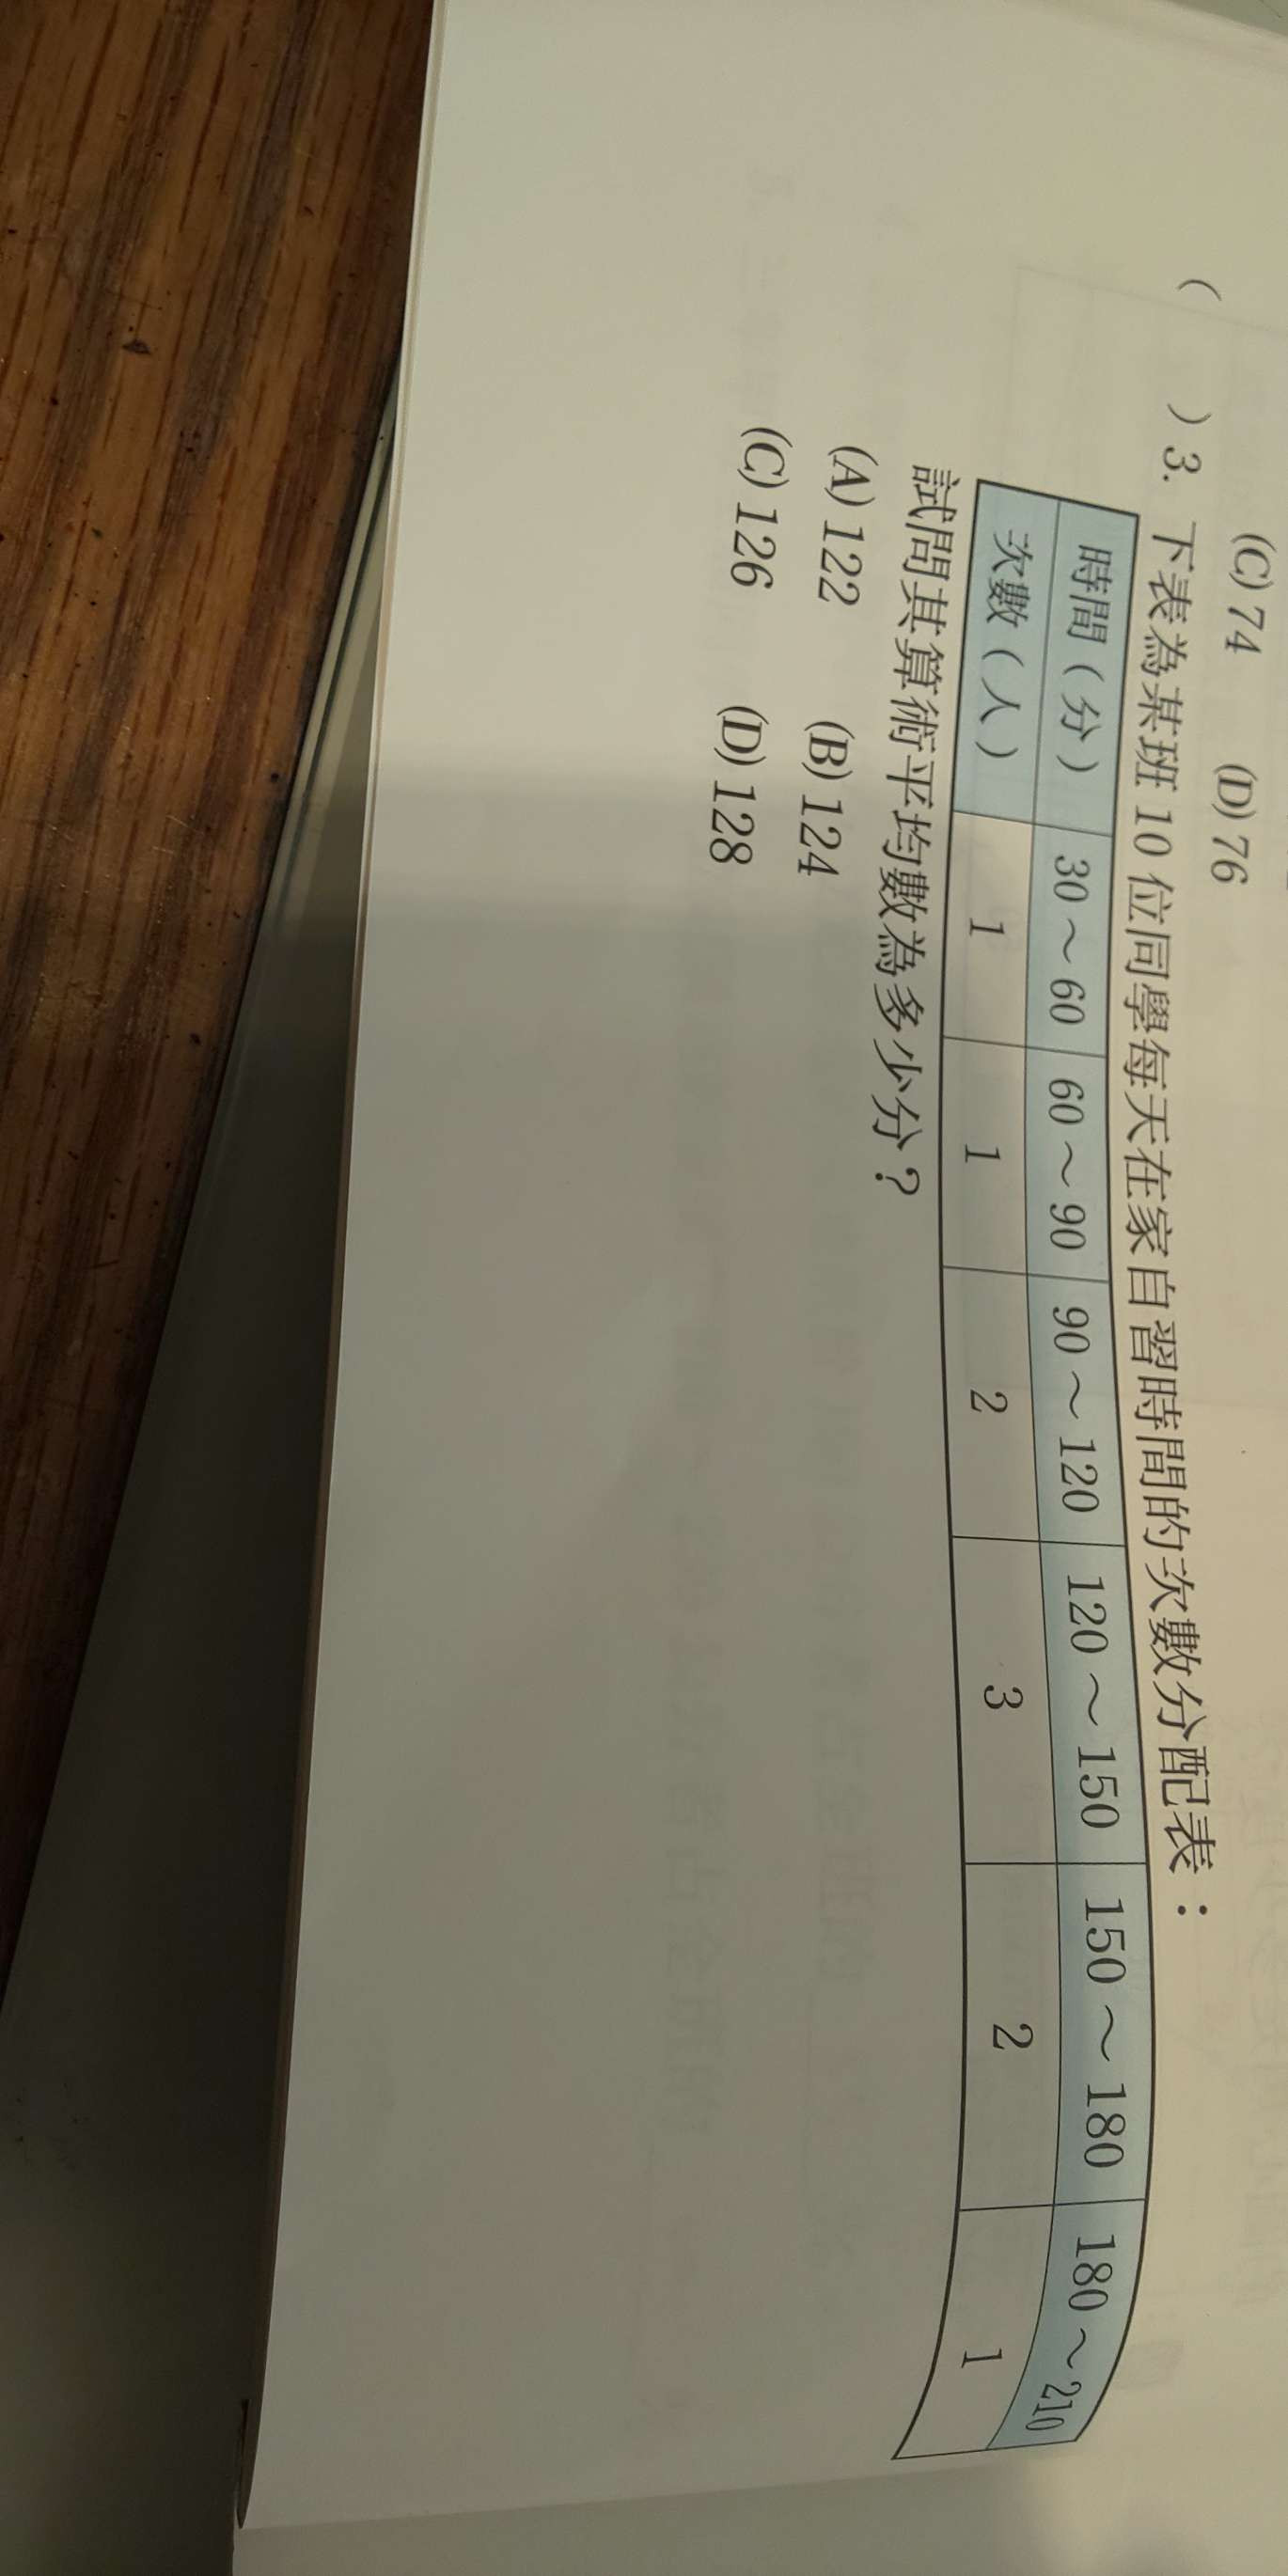 (C) 74 (D) 76
( ) 3. 下表為某班 10 位同學每天在家自習時間的次數分配表：
時間（分） 30～60 60～90 90～120 120～150 150～180 180～210
次數（人） 1 1 2 3 2 1
試問其算術平均數為多少分？
(A) 122 (B) 124
(C) 126 (D) 128